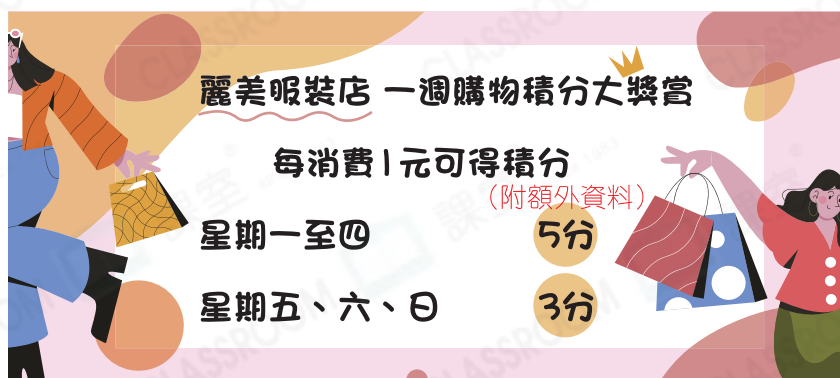 麗美服裝店 一週購物積分大獎賞
每消費1元可得積分
（附額外資料）
星期一至四 5分
星期五、六、日 3分